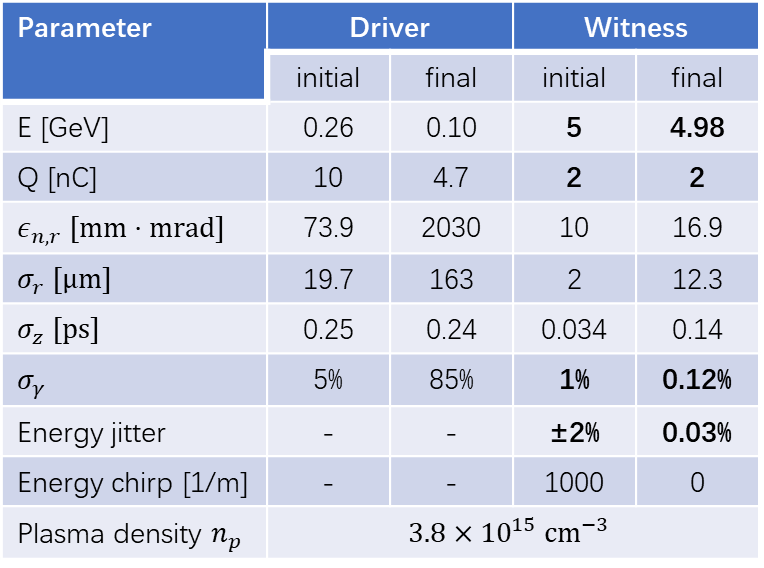 Parameter Driver Witness
initial final initial final
E [GeV] 0.26 0.10 5 4.98
Q [nC] 10 4.7 2 2
ϵn,r [mm · mrad] 73.9 2030 10 16.9
σr [μm] 19.7 163 2 12.3
σz [ps] 0.25 0.24 0.034 0.14
σγ 5% 85% 1% 0.12%
Energy jitter - - ±2% 0.03%
Energy chirp [1/m] - - 1000 0
Plasma density np 3.8 × 10¹⁵ cm⁻³